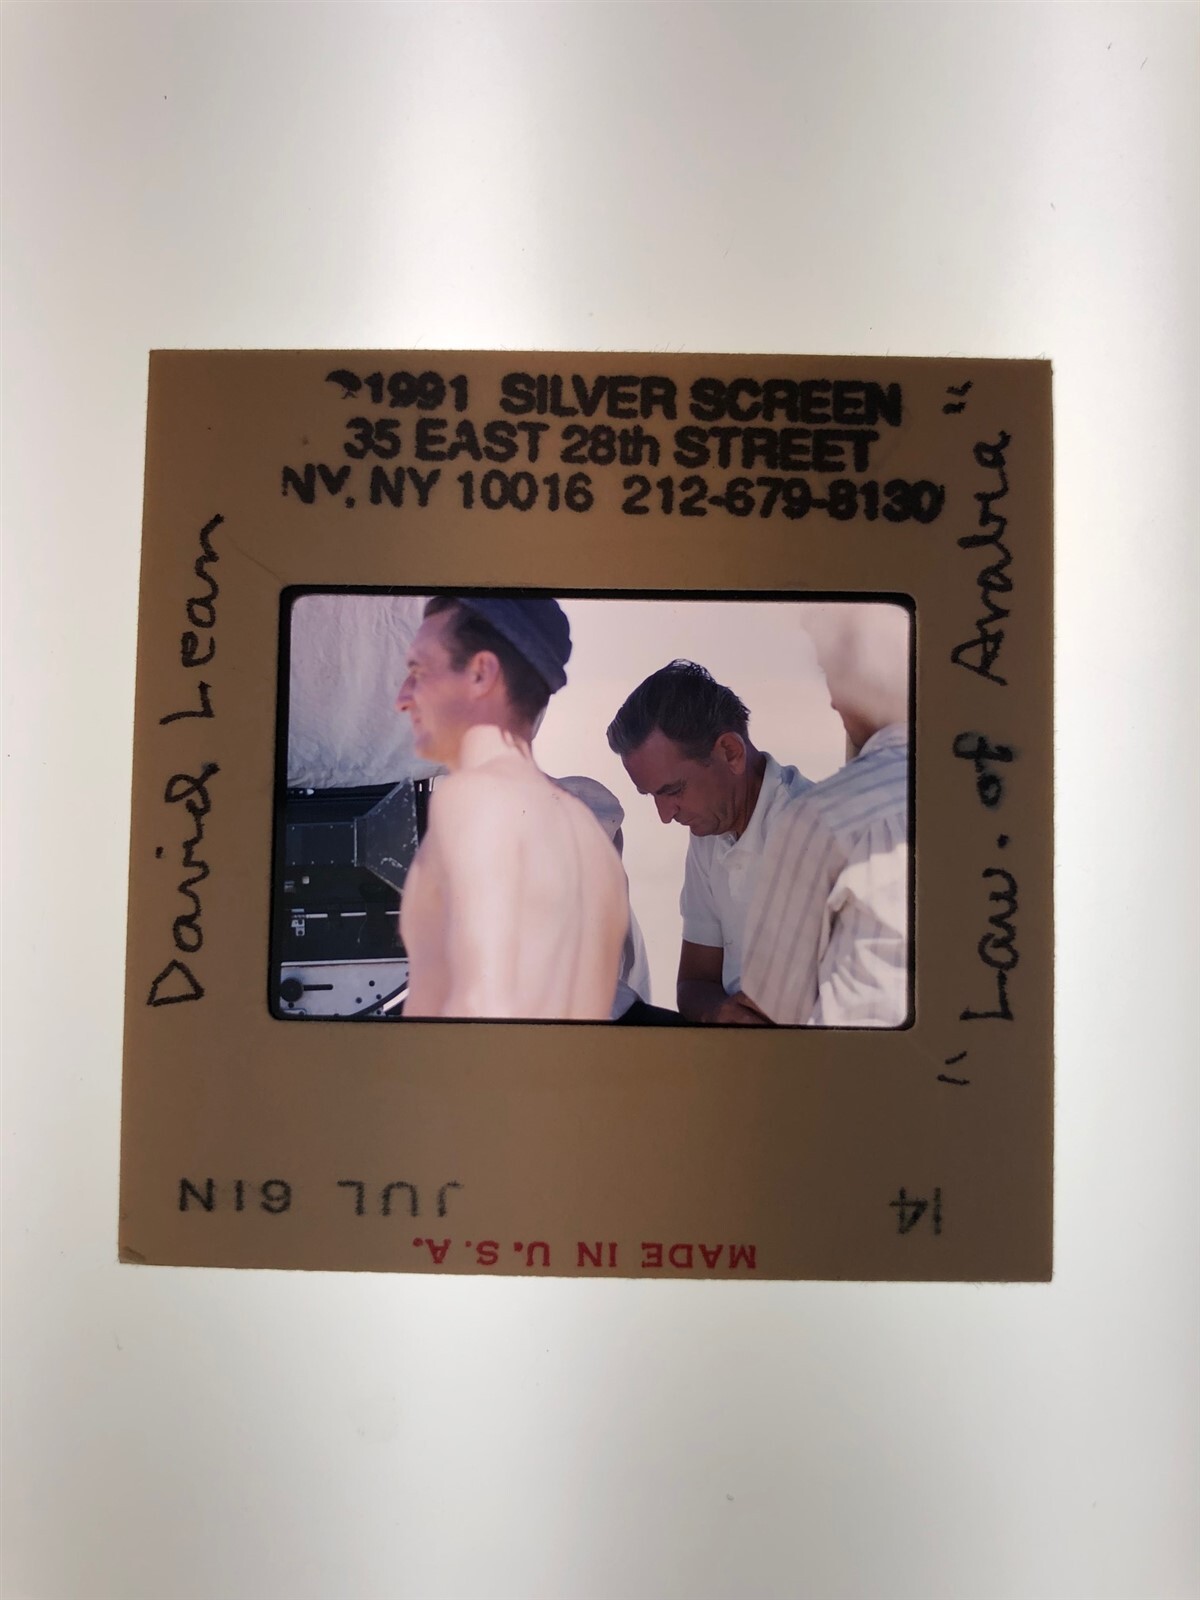 ©1991 SILVER SCREEN
35 EAST 28th STREET
NY, NY 10016 212-679-8130
David Lean
"Law. of Arabia"
JUL 61N
14
MADE IN U.S.A.